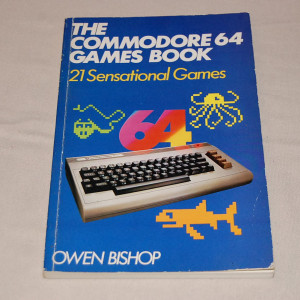 THE
COMMODORE 64
GAMES BOOK
21 Sensational Games
64
OWEN BISHOP